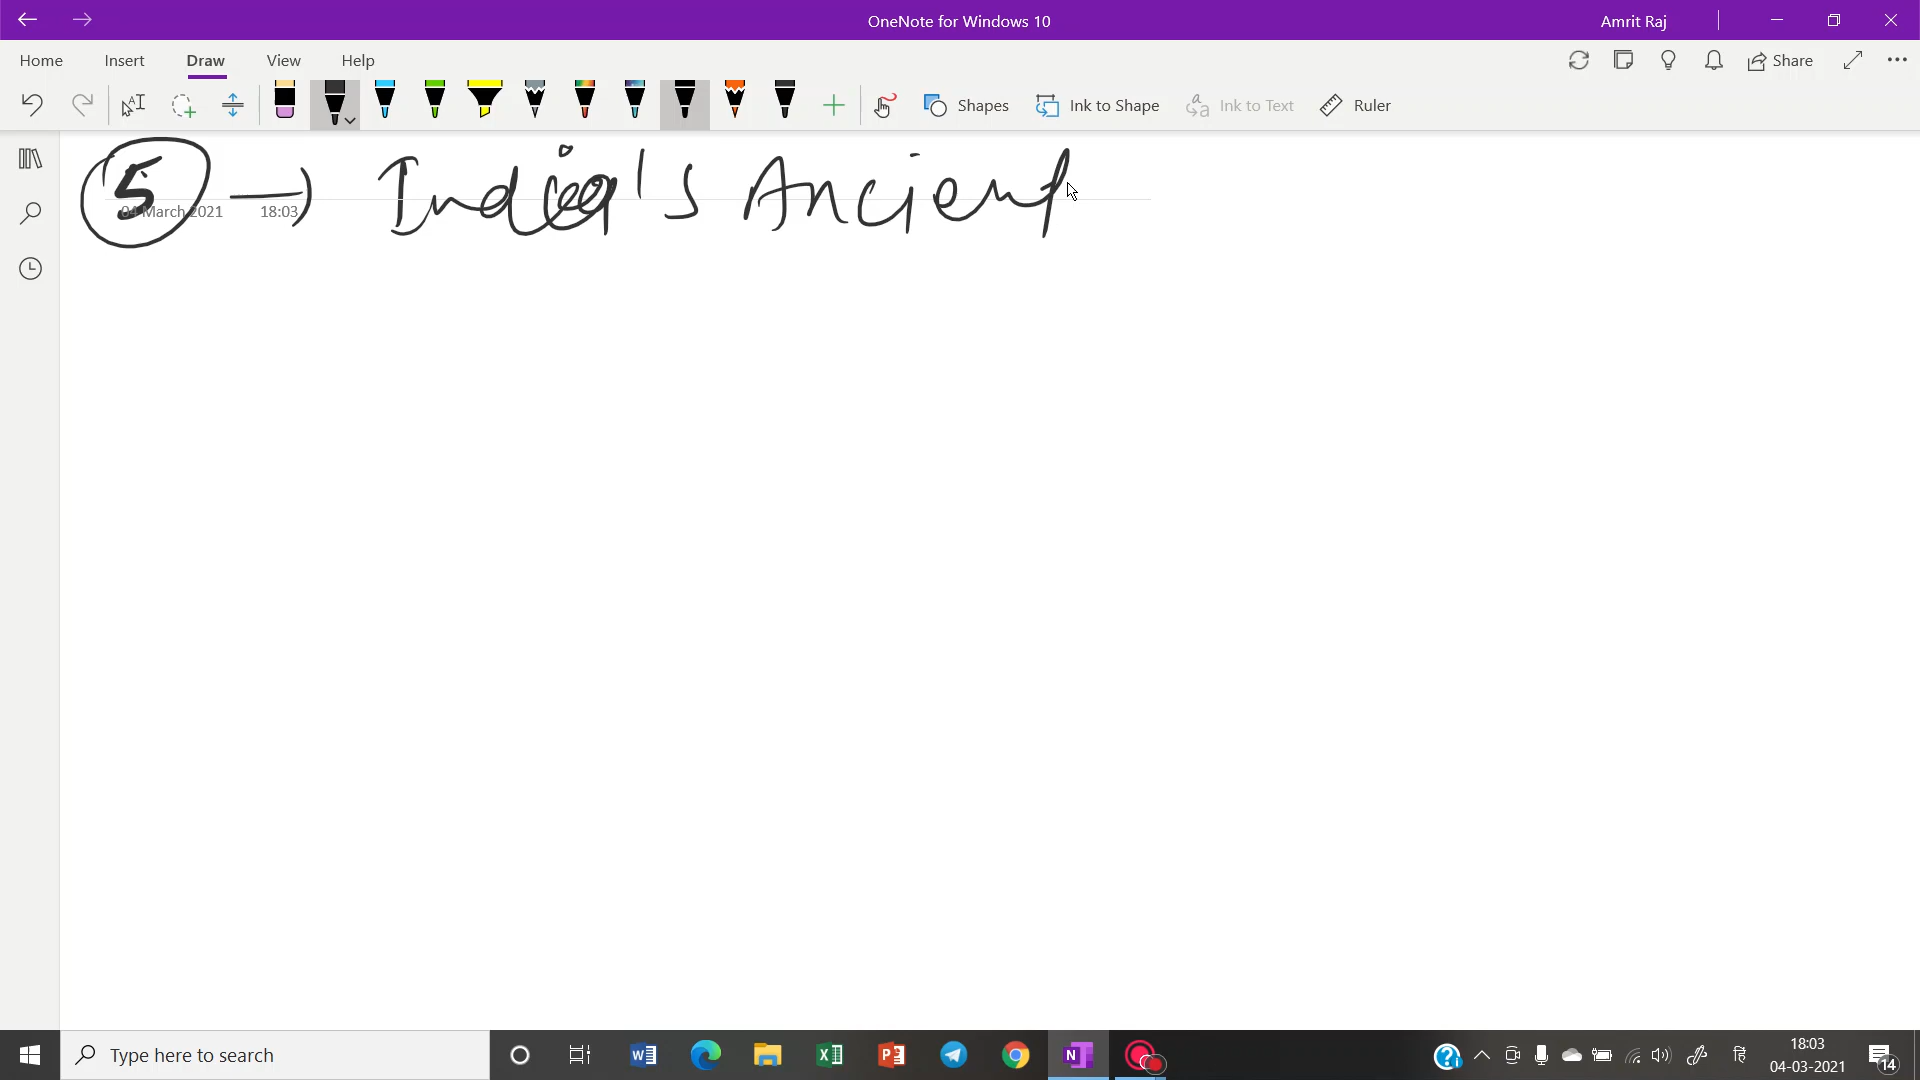 OneNote for Windows 10
Amrit Raj
Home Insert Draw View Help
Share
Shapes Ink to Shape Ink to Text Ruler
5 → India's Ancient
04 March 2021 18:03
Type here to search
हि
18:03
04-03-2021
14